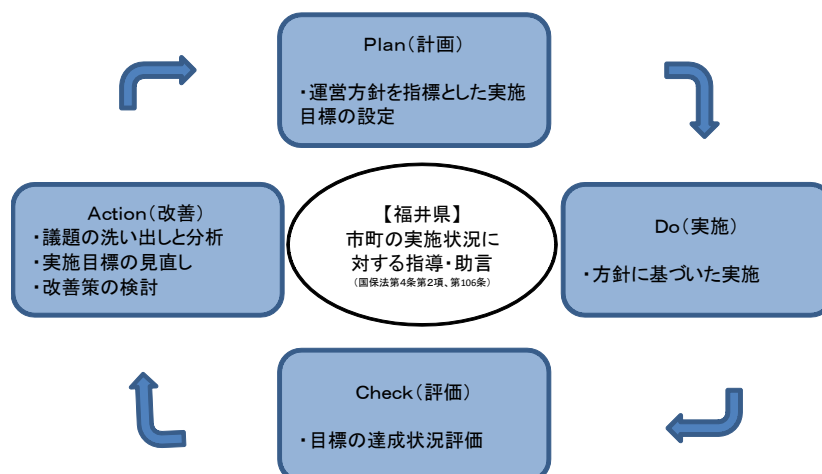 Plan(計画)
・運営方針を指標とした実施
目標の設定
Action(改善)
・議題の洗い出しと分析
・実施目標の見直し
・改善策の検討
【福井県】
市町の実施状況に
対する指導・助言
(国保法第4条第2項、第106条)
Do(実施)
・方針に基づいた実施
Check(評価)
・目標の達成状況評価